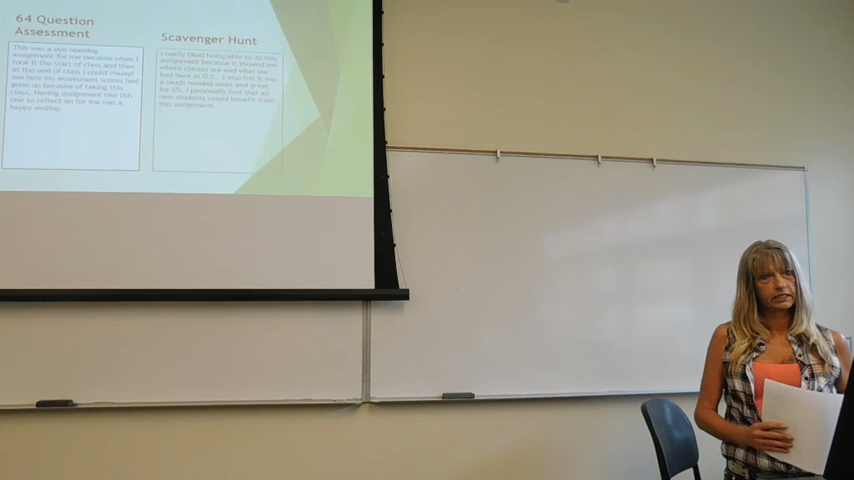 64 Question
Assessment
This was a eye opening
assignment for me because when I
took it the start of class and then
at the end of class I could visuayl
see how my assessment scores had
gone up because of taking this
class. Having assignment like this
one to reflect on for me was a
happy ending.
Scavenger Hunt
I really liked being able to do this
assignment because it showed me
where classes are and what we
had here at O.C. I also felt it was
a much needed meet and greet
for US. I personally feel that all
new students would benefit from
this assignment.